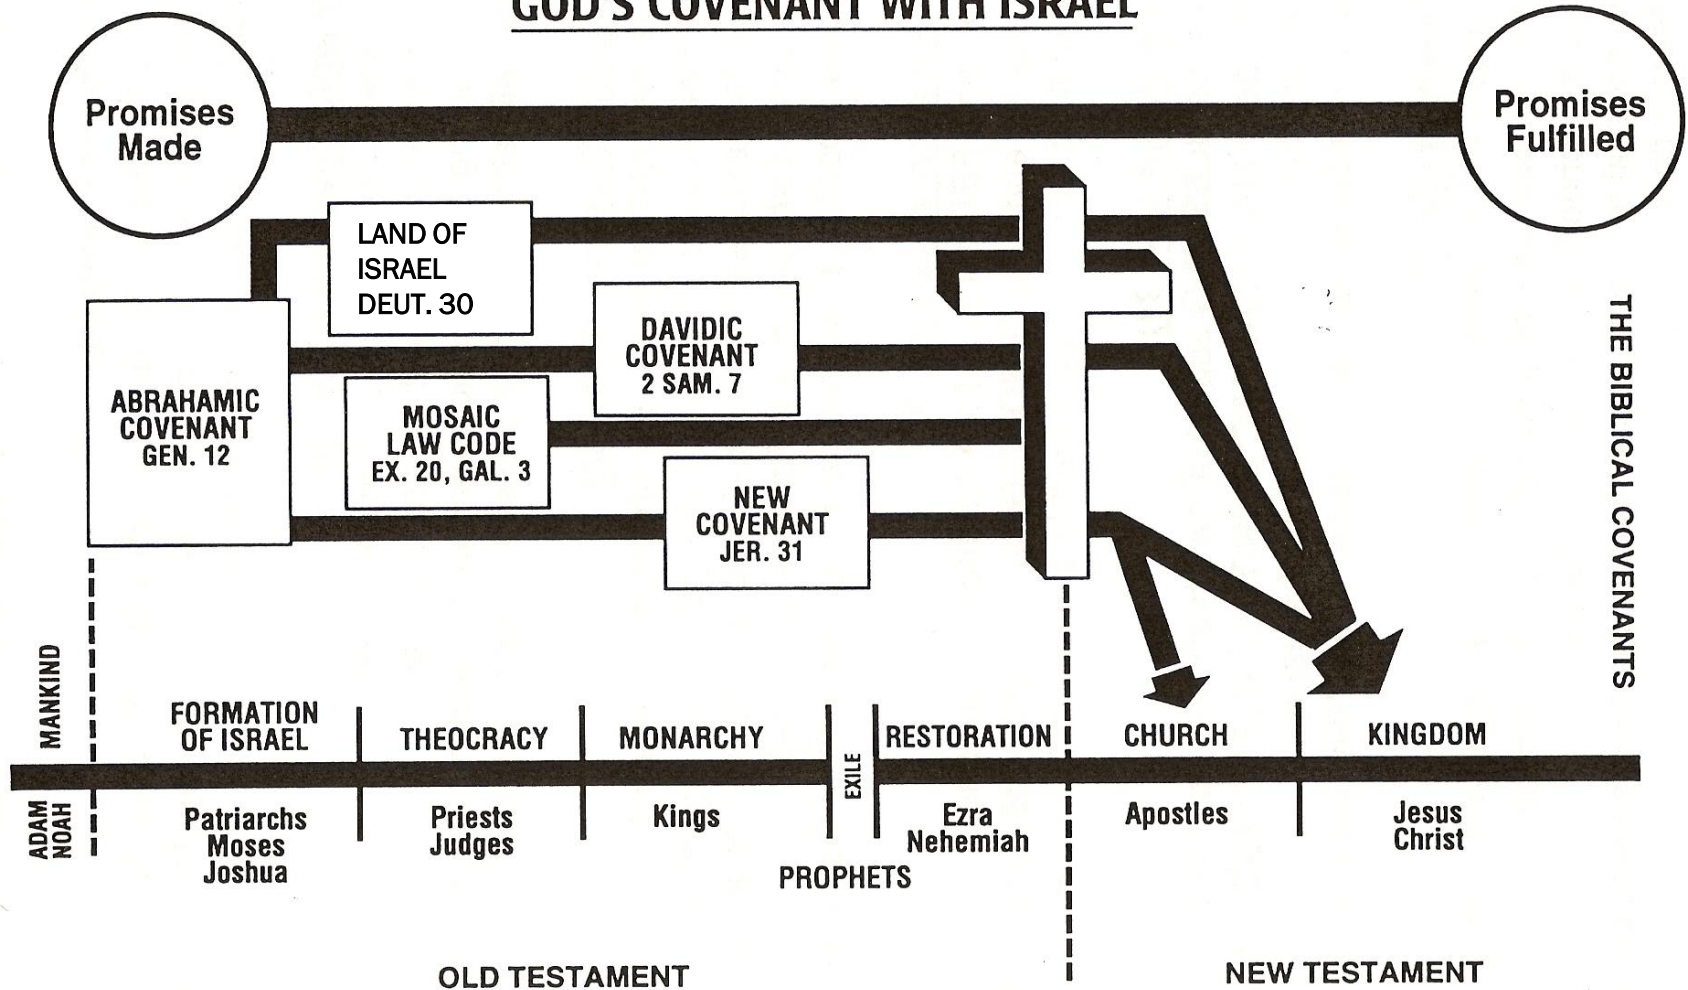 GOD'S COVENANT WITH ISRAEL
Promises
Made
Promises
Fulfilled
LAND OF
ISRAEL
DEUT. 30
DAVIDIC
COVENANT
2 SAM. 7
ABRAHAMIC
COVENANT
GEN. 12
MOSAIC
LAW CODE
EX. 20, GAL. 3
NEW
COVENANT
JER. 31
THE BIBLICAL COVENANTS
MANKIND
FORMATION
OF ISRAEL
THEOCRACY
MONARCHY
EXILE
RESTORATION
CHURCH
KINGDOM
ADAM
NOAH
Patriarchs
Moses
Joshua
Priests
Judges
Kings
Ezra
Nehemiah
Apostles
Jesus
Christ
PROPHETS
OLD TESTAMENT
NEW TESTAMENT